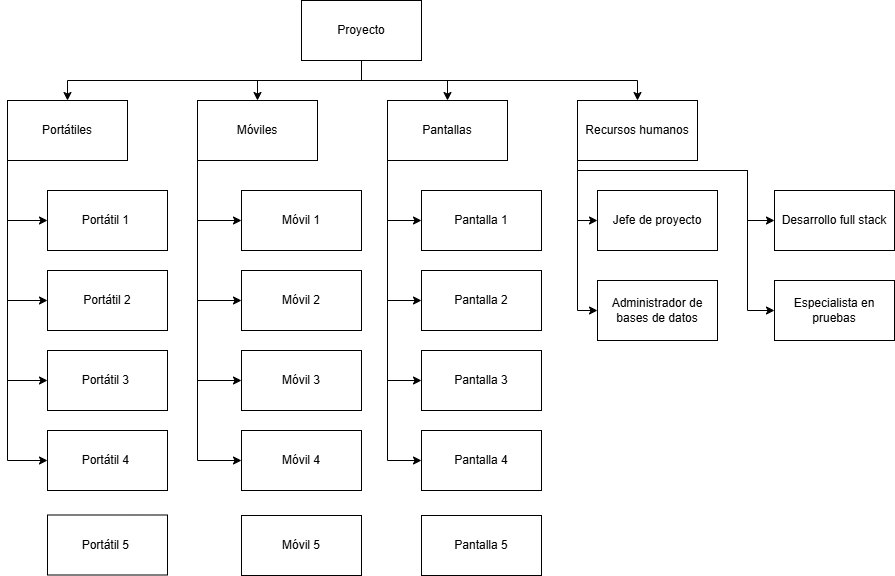 Proyecto
Portátiles
Móviles
Pantallas
Recursos humanos
Portátil 1
Móvil 1
Pantalla 1
Jefe de proyecto
Desarrollo full stack
Portátil 2
Móvil 2
Pantalla 2
Administrador de
bases de datos
Especialista en
pruebas
Portátil 3
Móvil 3
Pantalla 3
Portátil 4
Móvil 4
Pantalla 4
Portátil 5
Móvil 5
Pantalla 5